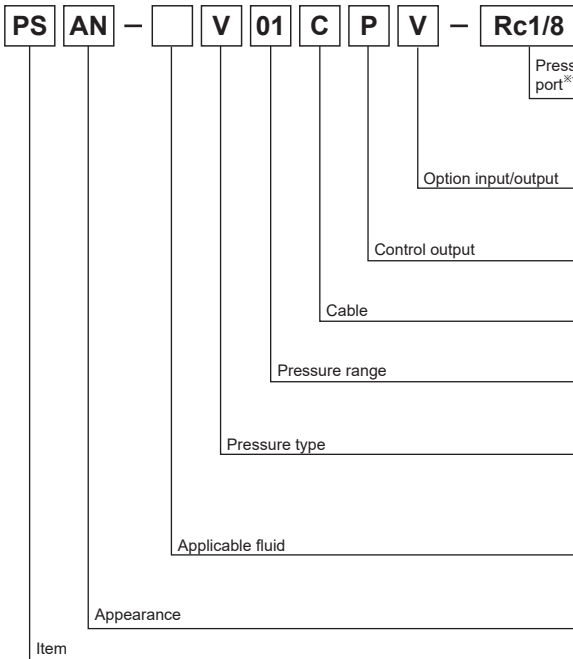 PS AN – V 01 C P V – Rc1/8
port※
Option input/output
Control output
Cable
Pressure range
Pressure type
Applicable fluid
Appearance
Item